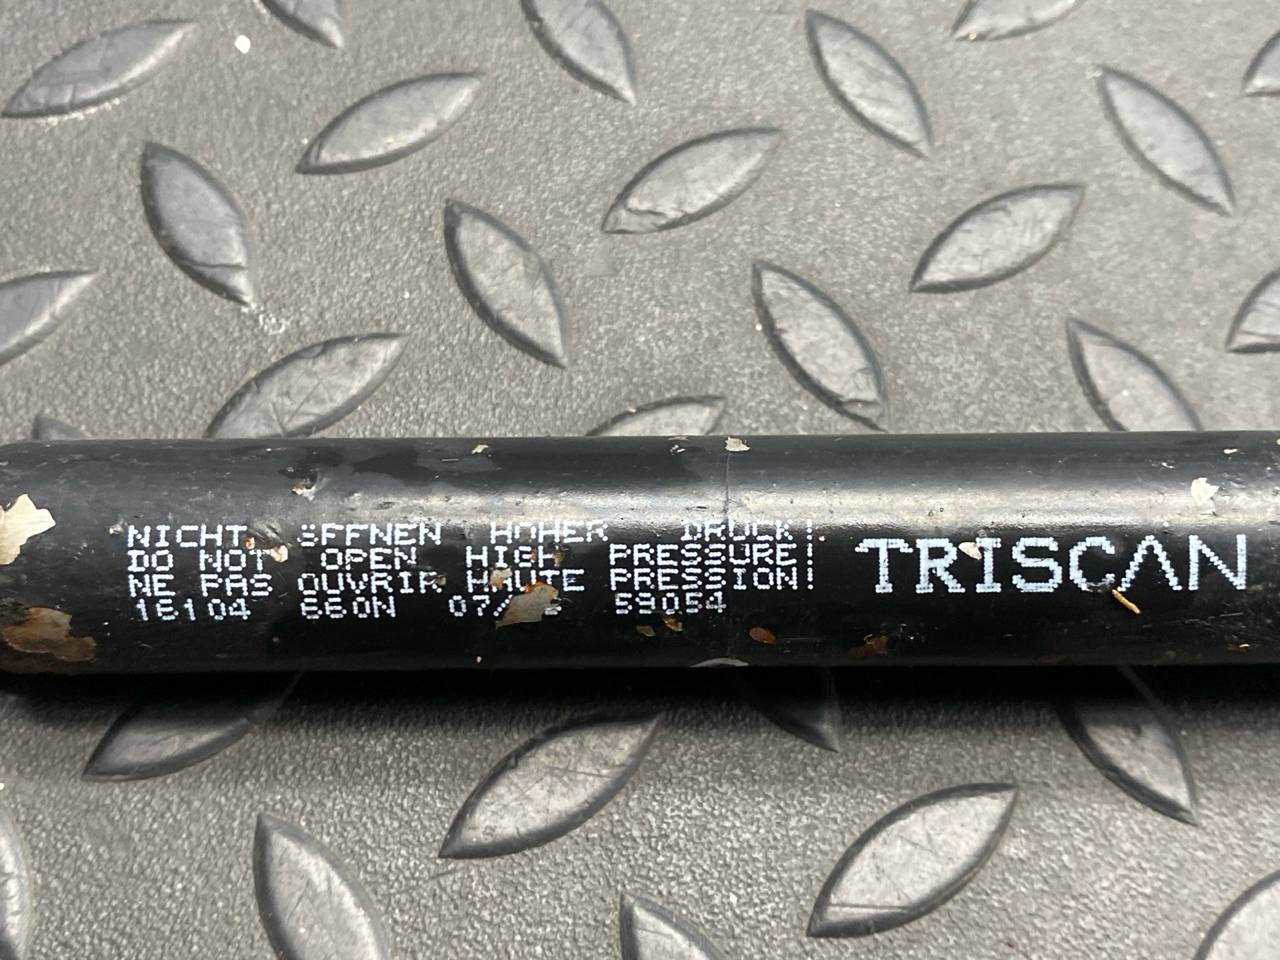 NICHT ÖFFNEN HOHER DRUCK!
DO NOT OPEN HIGH PRESSURE!
NE PAS OUVRIR HAUTE PRESSION!
16104 660N 59054
TRISCAN